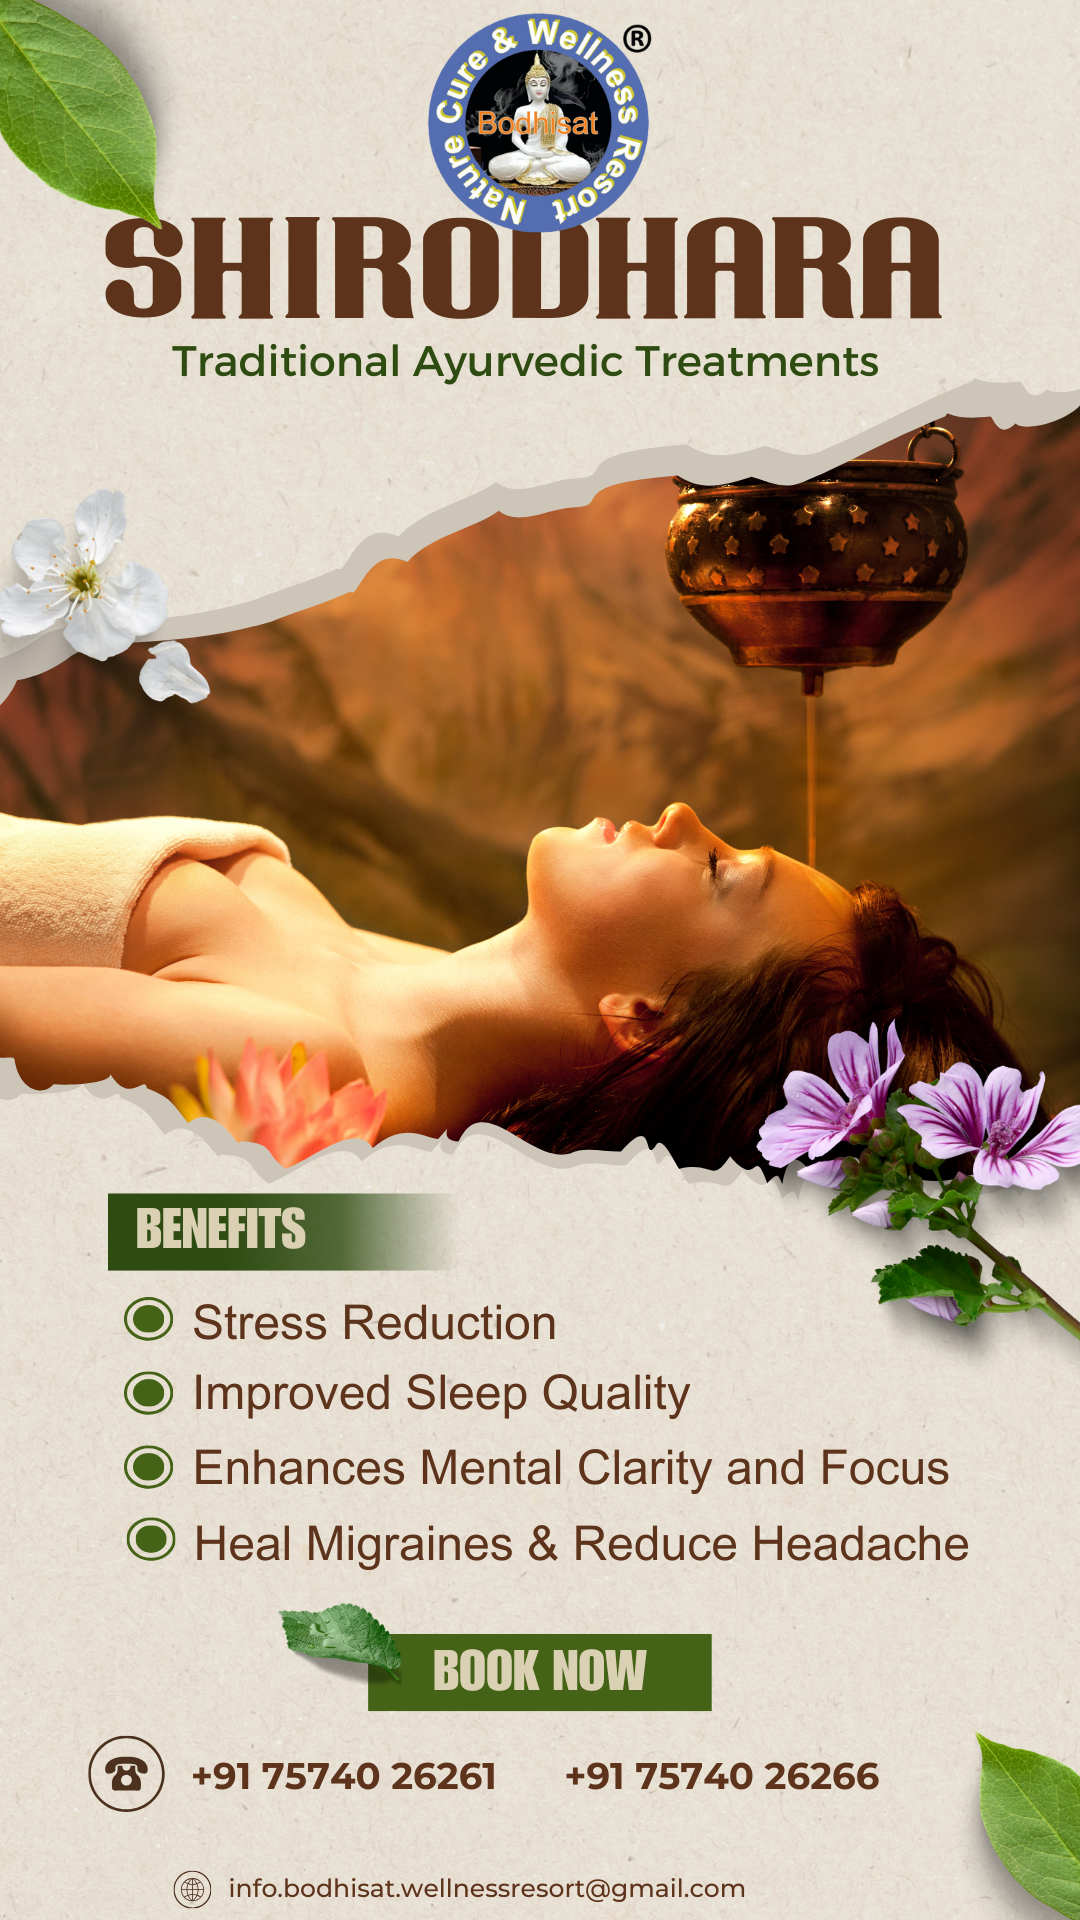 Nature Cure & Wellness Resort
®
Bodhisat
SHIRODHARA
Traditional Ayurvedic Treatments
BENEFITS
Stress Reduction
Improved Sleep Quality
Enhances Mental Clarity and Focus
Heal Migraines & Reduce Headache
BOOK NOW
+91 75740 26261 +91 75740 26266
info.bodhisat.wellnessresort@gmail.com